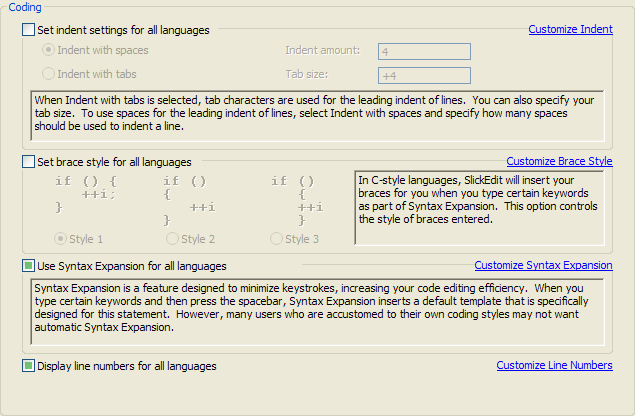 Coding
Set indent settings for all languages Customize Indent
Indent with spaces Indent amount: 4
Indent with tabs Tab size: +4
When Indent with tabs is selected, tab characters are used for the leading indent of lines. You can also specify your
tab size. To use spaces for the leading indent of lines, select Indent with spaces and specify how many spaces
should be used to indent a line.
Set brace style for all languages Customize Brace Style
if () {
++i;
}
Style 1
if ()
{
++i
}
Style 2
if ()
{
++i
}
Style 3
In C-style languages, SlickEdit will insert your
braces for you when you type certain keywords
as part of Syntax Expansion. This option controls
the style of braces entered.
Use Syntax Expansion for all languages Customize Syntax Expansion
Syntax Expansion is a feature designed to minimize keystrokes, increasing your code editing efficiency. When you
type certain keywords and then press the spacebar, Syntax Expansion inserts a default template that is specifically
designed for this statement. However, many users who are accustomed to their own coding styles may not want
automatic Syntax Expansion.
Display line numbers for all languages Customize Line Numbers